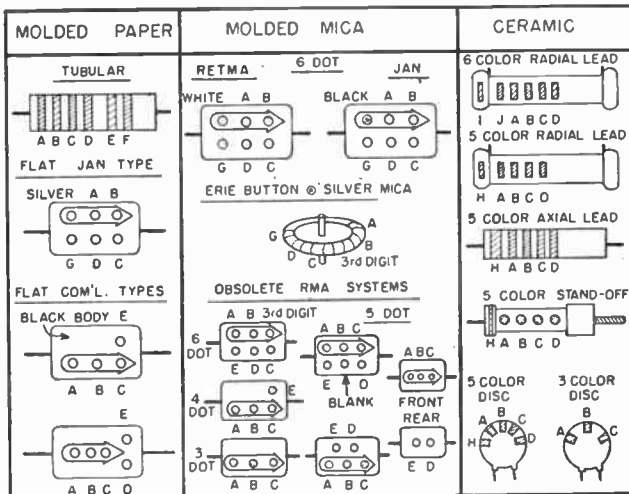 MOLDED PAPER
TUBULAR
A B C D E F
FLAT JAN TYPE
SILVER A B
G D C
FLAT COM'L. TYPES
BLACK BODY E
A B C
E
A B C D
MOLDED MICA
6 DOT
RETMA
JAN
WHITE A B
BLACK A B
G D C
G D C
ERIE BUTTON ® SILVER MICA
A
G
B
D
C
3rd DIGIT
OBSOLETE RMA SYSTEMS
A B 3rd DIGIT
5 DOT
6 DOT
E D C
A B C
E D
BLANK
A B C
FRONT
REAR
4 DOT
E
A B C
3 DOT
A B C
E D
A B C
E D
CERAMIC
6 COLOR RADIAL LEAD
I J A B C D
5 COLOR RADIAL LEAD
H A B C D
5 COLOR AXIAL LEAD
H A B C D
5 COLOR STAND-OFF
H A B C D
5 COLOR DISC
H A B C D
3 COLOR DISC
A B C